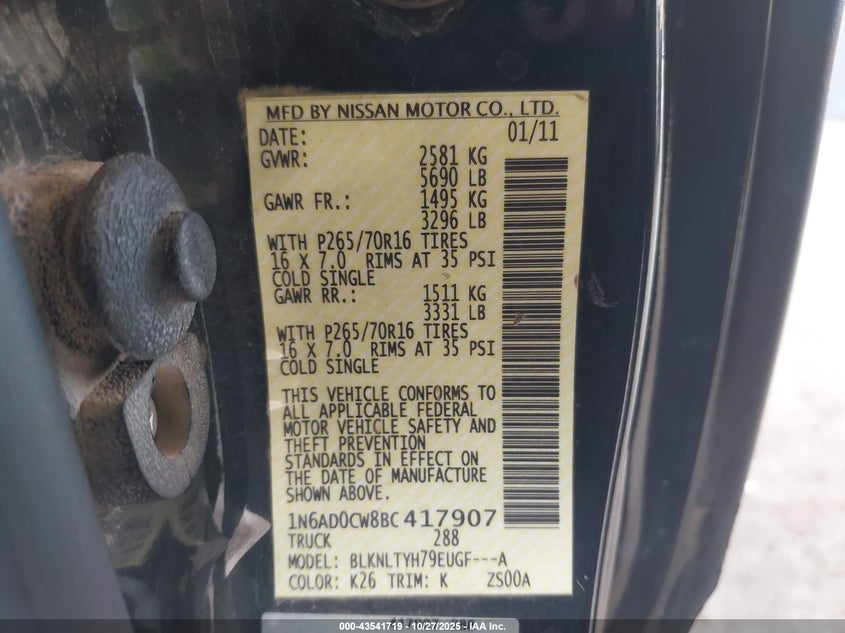 MFD BY NISSAN MOTOR CO., LTD.
DATE: 01/11
GVWR: 2581 KG
5690 LB
GAWR FR.: 1495 KG
3296 LB
WITH P265/70R16 TIRES
16 X 7.0 RIMS AT 35 PSI
COLD SINGLE
GAWR RR.: 1511 KG
3331 LB
WITH P265/70R16 TIRES
16 X 7.0 RIMS AT 35 PSI
COLD SINGLE
THIS VEHICLE CONFORMS TO
ALL APPLICABLE FEDERAL
MOTOR VEHICLE SAFETY AND
THEFT PREVENTION
STANDARDS IN EFFECT ON
THE DATE OF MANUFACTURE
SHOWN ABOVE.
1N6AD0CW8BC417907
TRUCK 288
MODEL: BLKNLTYH79EUGF---A
COLOR: K26 TRIM: K ZS00A
000-43541719 - 10/27/2025 - IAA Inc.